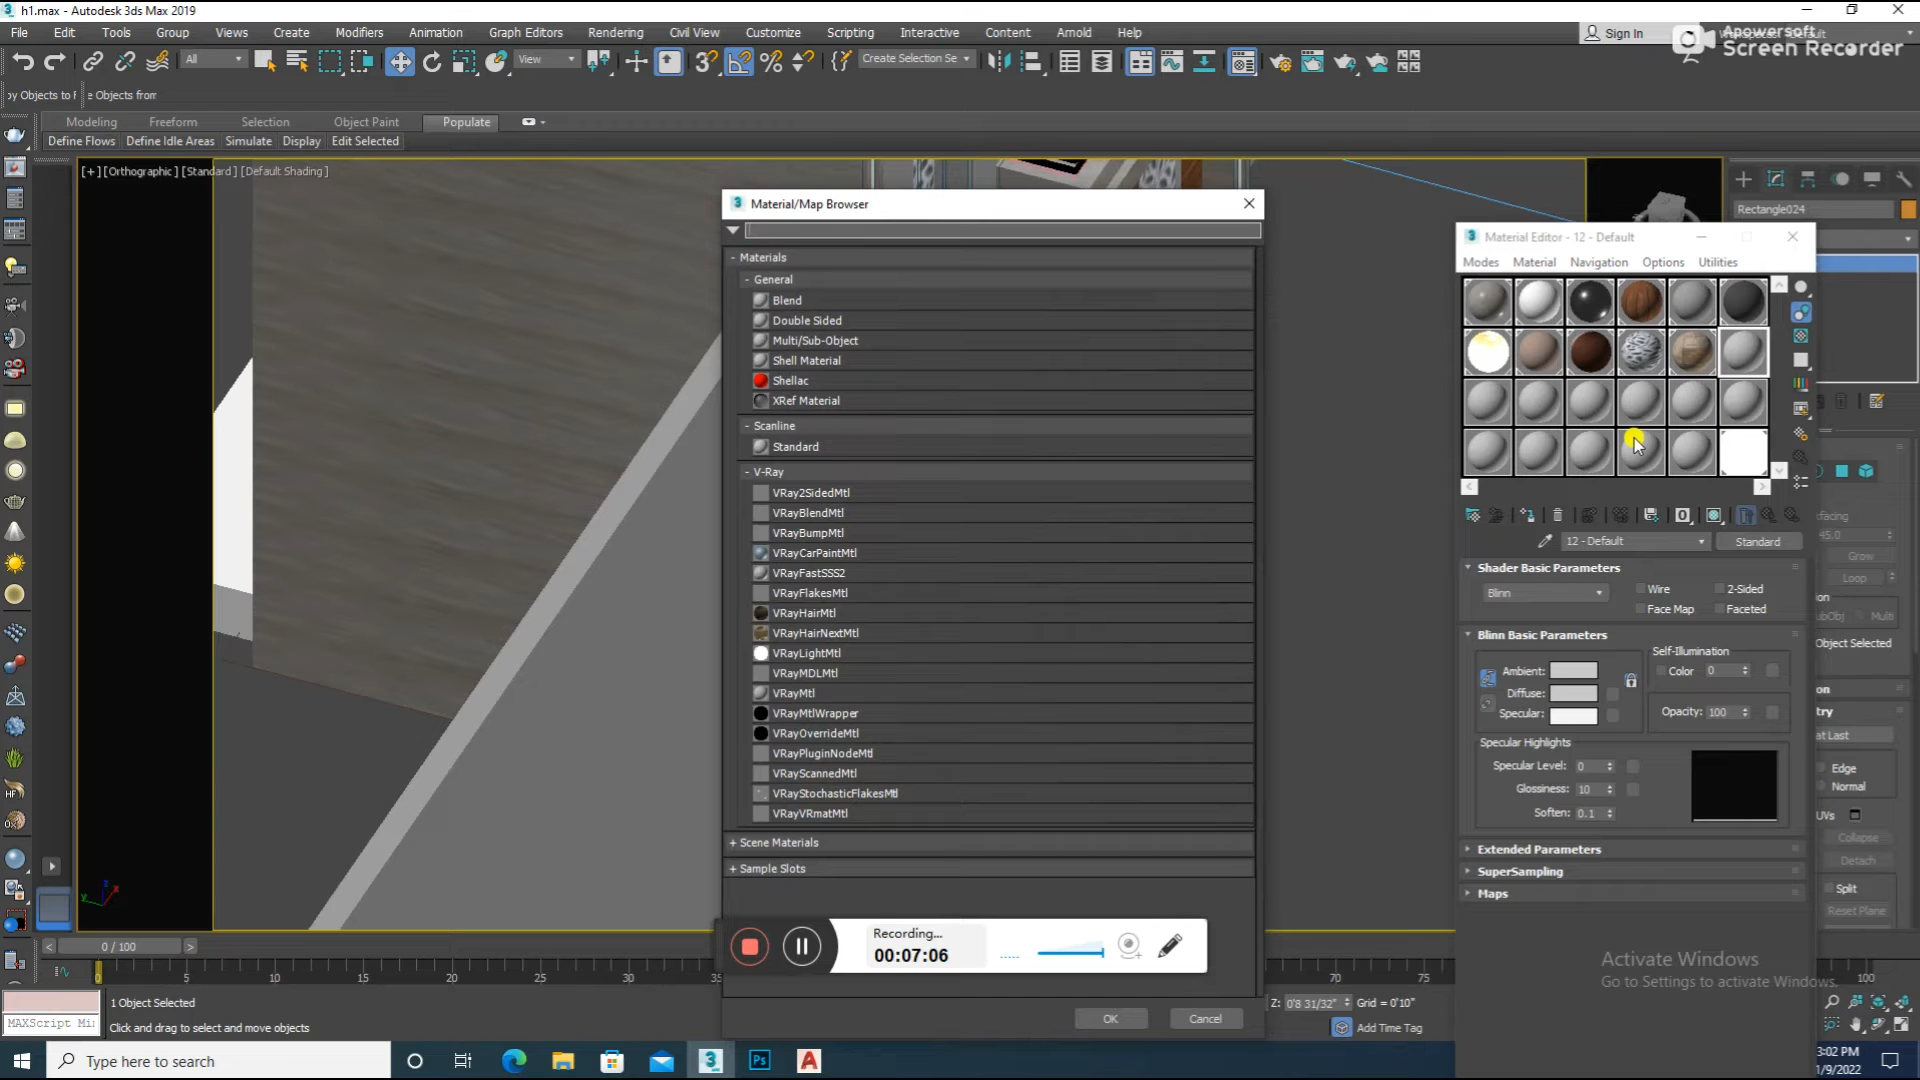 h1.max - Autodesk 3ds Max 2019
File Edit Tools Group Views Create Modifiers Animation Graph Editors Rendering Civil View Customize Scripting Interactive Content Arnold Help
Sign In
Apowersoft
Screen Recorder
All
View
Create Selection Se
by Objects to F
e Objects from
Modeling Freeform Selection Object Paint Populate
Define Flows Define Idle Areas Simulate Display Edit Selected
[+] [Orthographic ] [Standard ] [Default Shading ]
Rectangle024
Material/Map Browser
- Materials
- General
Blend
Double Sided
Multi/Sub-Object
Shell Material
Shellac
XRef Material
- Scanline
Standard
- V-Ray
VRay2SidedMtl
VRayBlendMtl
VRayBumpMtl
VRayCarPaintMtl
VRayFastSSS2
VRayFlakesMtl
VRayHairMtl
VRayHairNextMtl
VRayLightMtl
VRayMDLMtl
VRayMtl
VRayMtlWrapper
VRayOverrideMtl
VRayPluginNodeMtl
VRayScannedMtl
VRayStochasticFlakesMtl
VRayVRmatMtl
+ Scene Materials
+ Sample Slots
OK Cancel
Material Editor - 12 - Default
Modes Material Navigation Options Utilities
12 - Default Standard
Shader Basic Parameters
Blinn
Wire 2-Sided
Face Map Faceted
Blinn Basic Parameters
Self-Illumination
Ambient:
Color 0
Diffuse:
Specular:
Opacity: 100
Specular Highlights
Specular Level: 0
Glossiness: 10
Soften: 0.1
Extended Parameters
SuperSampling
Maps
45.0
Grow
Loop
Multi
Object Selected
Edge
Normal
UVs
Collapse
Detach
Split
Reset Plane
Recording...
00:07:06
Activate Windows
Go to Settings to activate Windows.
0 / 100
0 5 10 15 20 25 30 70 75 100
1 Object Selected
Click and drag to select and move objects
MAXScript Mi
Z: 0'8 31/32" Grid = 0'10"
Add Time Tag
Type here to search
Ps
3:02 PM
1/9/2022